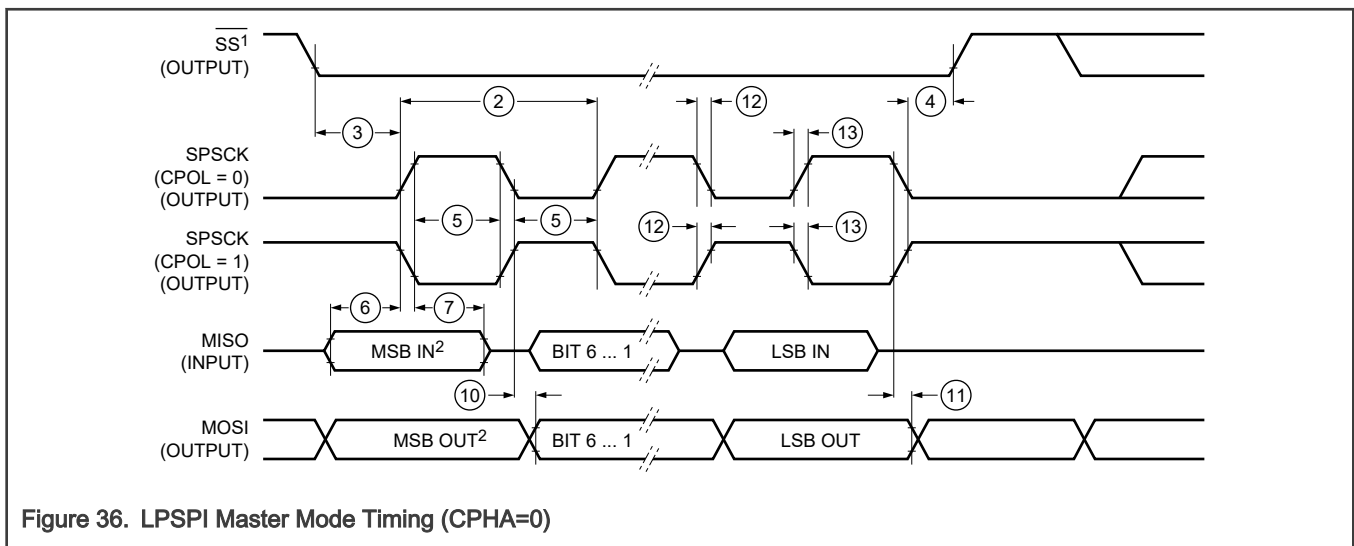 SS1
(OUTPUT)
2
12
4
3
13
SPSCK
(CPOL = 0)
(OUTPUT)
5
5
12
13
SPSCK
(CPOL = 1)
(OUTPUT)
6
7
MISO
(INPUT)
MSB IN2
BIT 6 ... 1
LSB IN
10
11
MOSI
(OUTPUT)
MSB OUT2
BIT 6 ... 1
LSB OUT
Figure 36. LPSPI Master Mode Timing (CPHA=0)